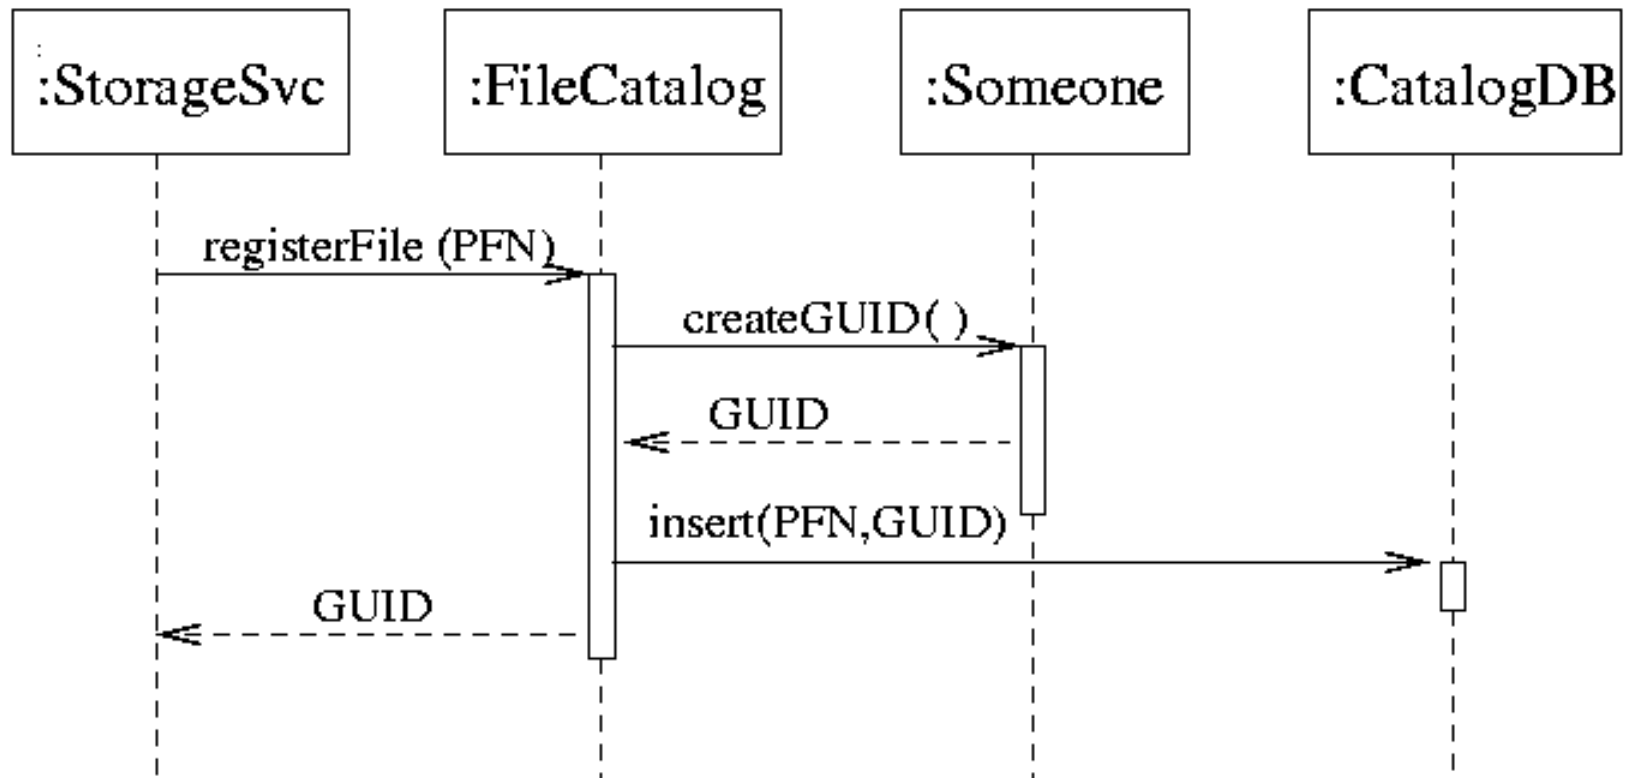 :
:StorageSvc
:FileCatalog
:Someone
:CatalogDB
registerFile (PFN)
createGUID( )
GUID
insert(PFN,GUID)
GUID